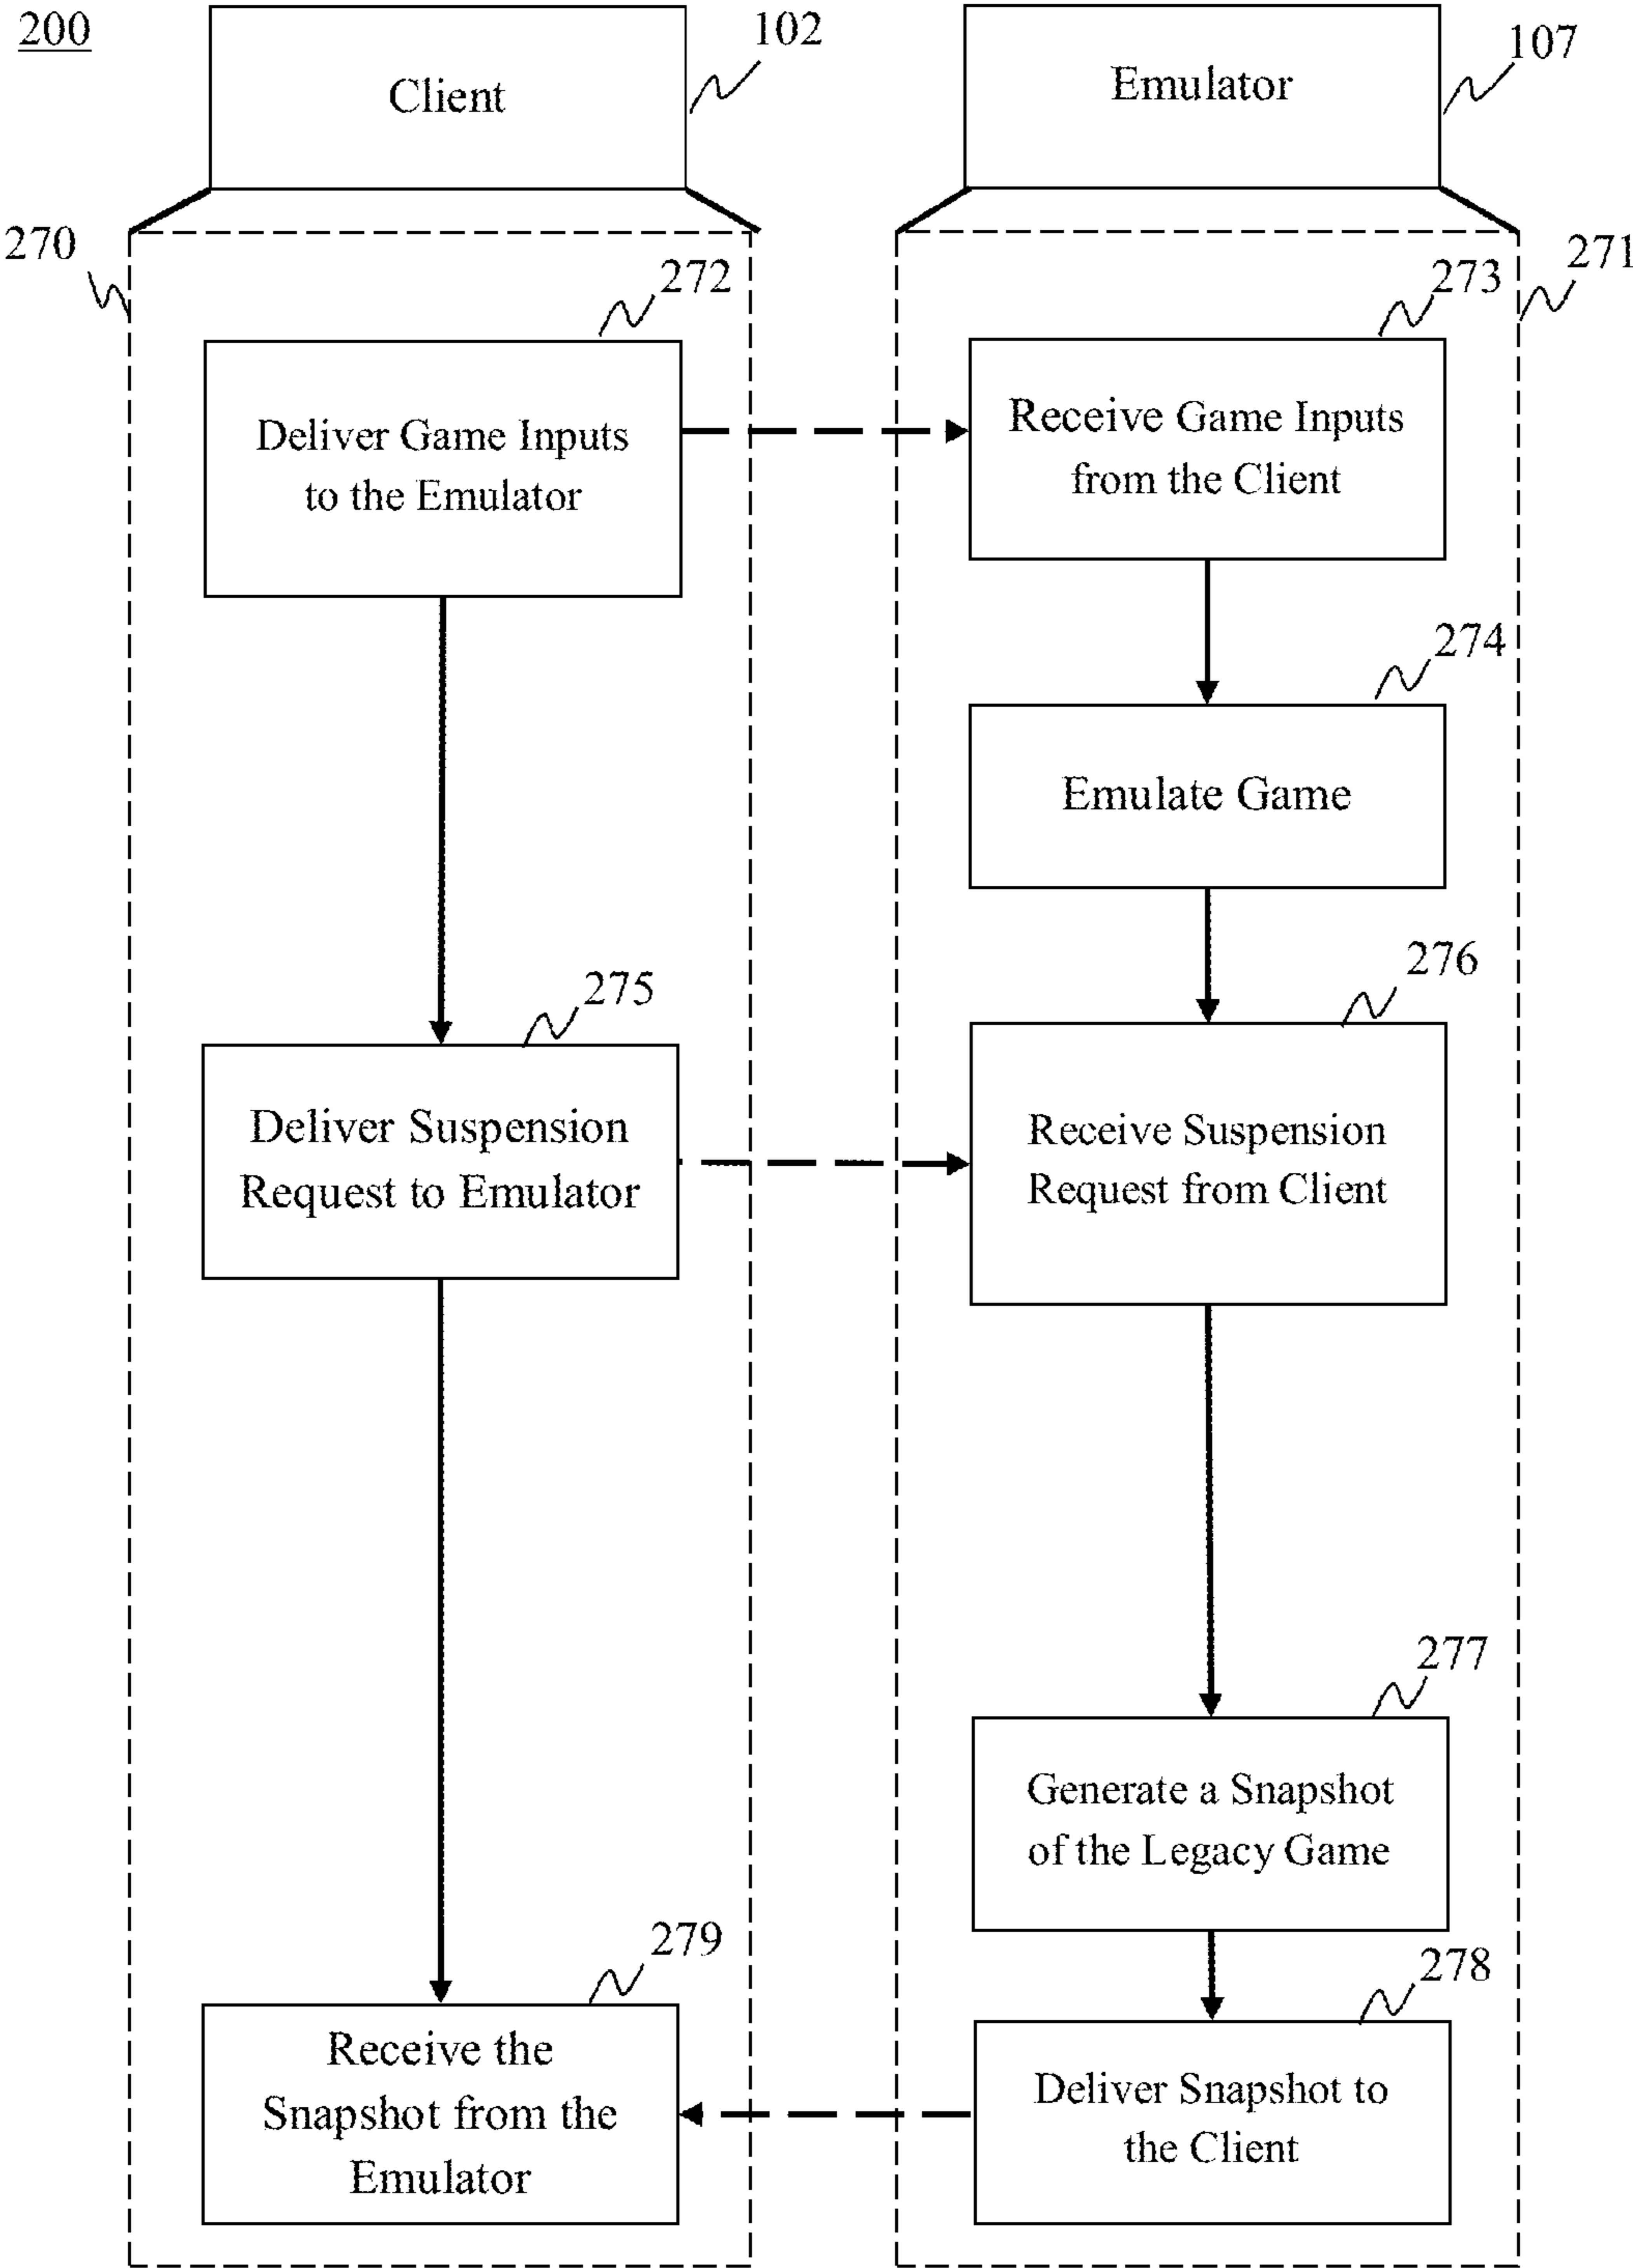 200
Client
102
Emulator
107
270
271
272
Deliver Game Inputs
to the Emulator
273
Receive Game Inputs
from the Client
274
Emulate Game
275
Deliver Suspension
Request to Emulator
276
Receive Suspension
Request from Client
277
Generate a Snapshot
of the Legacy Game
278
Deliver Snapshot to
the Client
279
Receive the
Snapshot from the
Emulator